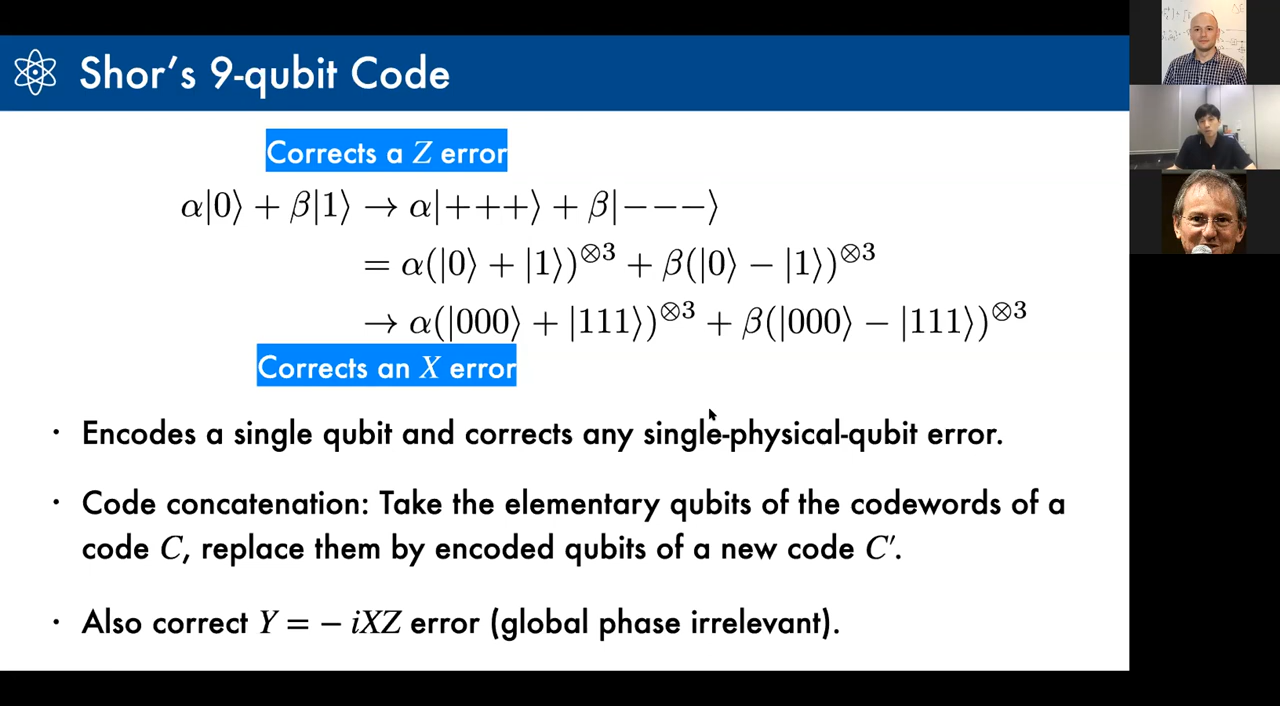 Shor's 9-qubit Code
Corrects a Z error
α|0⟩ + β|1⟩ → α|+++⟩ + β|−−−⟩
= α(|0⟩ + |1⟩)^⊗3 + β(|0⟩ − |1⟩)^⊗3
→ α(|000⟩ + |111⟩)^⊗3 + β(|000⟩ − |111⟩)^⊗3
Corrects an X error
· Encodes a single qubit and corrects any single-physical-qubit error.
· Code concatenation: Take the elementary qubits of the codewords of a
code C, replace them by encoded qubits of a new code C′.
· Also correct Y = − iXZ error (global phase irrelevant).